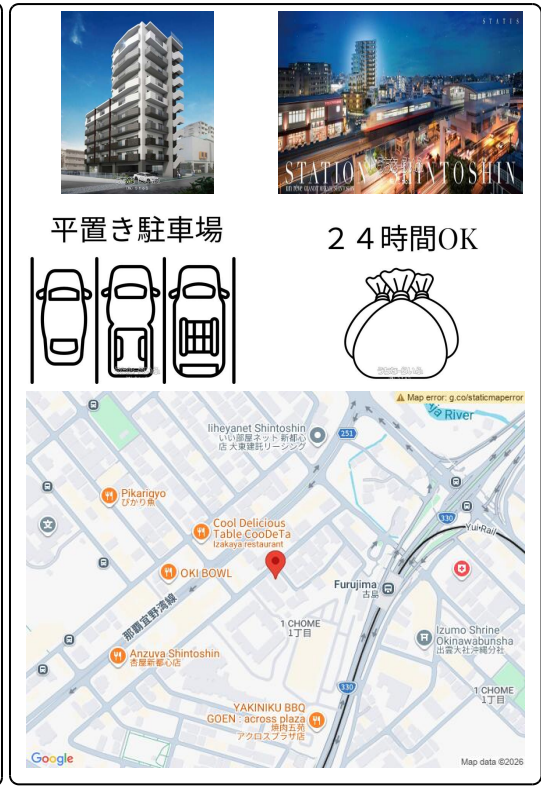 STATUS
STATION SHINTOSHIN
平置き駐車場
２４時間OK
Map error: g.co/staticmaperror
ja River
Iiheyanet Shintoshin
いい部屋ネット 新都心
店 大東建託リーシング
251
330
Yui Rail
Pikarigyo
ぴかり魚
Cool Delicious
Table CooDeTa
Izakaya restaurant
OKI BOWL
Furujima
古島
那覇宜野湾線
1 CHOME
1丁目
Izumo Shrine
Okinawabunsha
出雲大社沖縄分社
Anzuya Shintoshin
杏屋新都心店
330
1 CHOME
1丁目
YAKINIKU BBQ
GOEN : across plaza
焼肉五苑
アクロスプラザ店
Google
Map data ©2026